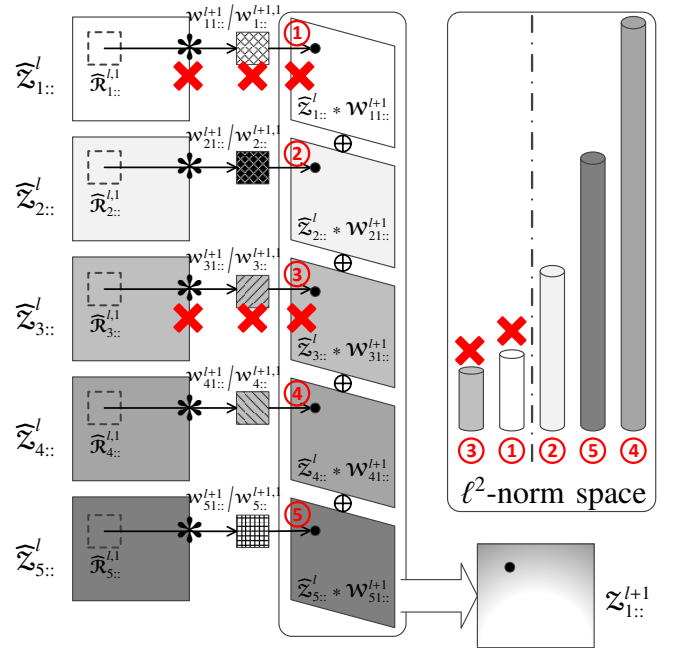 𝒲^{l+1}_{11::}/𝒲^{l+1,1}_{1::}
①
Ẑ^l_{1::}
R̂^{l,1}_{1::}
Ẑ^l_{1::} * 𝒲^{l+1}_{11::}
⊕
𝒲^{l+1}_{21::}/𝒲^{l+1,1}_{2::}
②
Ẑ^l_{2::}
R̂^{l,1}_{2::}
Ẑ^l_{2::} * 𝒲^{l+1}_{21::}
⊕
𝒲^{l+1}_{31::}/𝒲^{l+1,1}_{3::}
③
Ẑ^l_{3::}
R̂^{l,1}_{3::}
Ẑ^l_{3::} * 𝒲^{l+1}_{31::}
⊕
𝒲^{l+1}_{41::}/𝒲^{l+1,1}_{4::}
④
Ẑ^l_{4::}
R̂^{l,1}_{4::}
Ẑ^l_{4::} * 𝒲^{l+1}_{41::}
⊕
𝒲^{l+1}_{51::}/𝒲^{l+1,1}_{5::}
⑤
Ẑ^l_{5::}
R̂^{l,1}_{5::}
Ẑ^l_{5::} * 𝒲^{l+1}_{51::}
③ ① ② ⑤ ④
ℓ²-norm space
Z^{l+1}_{1::}